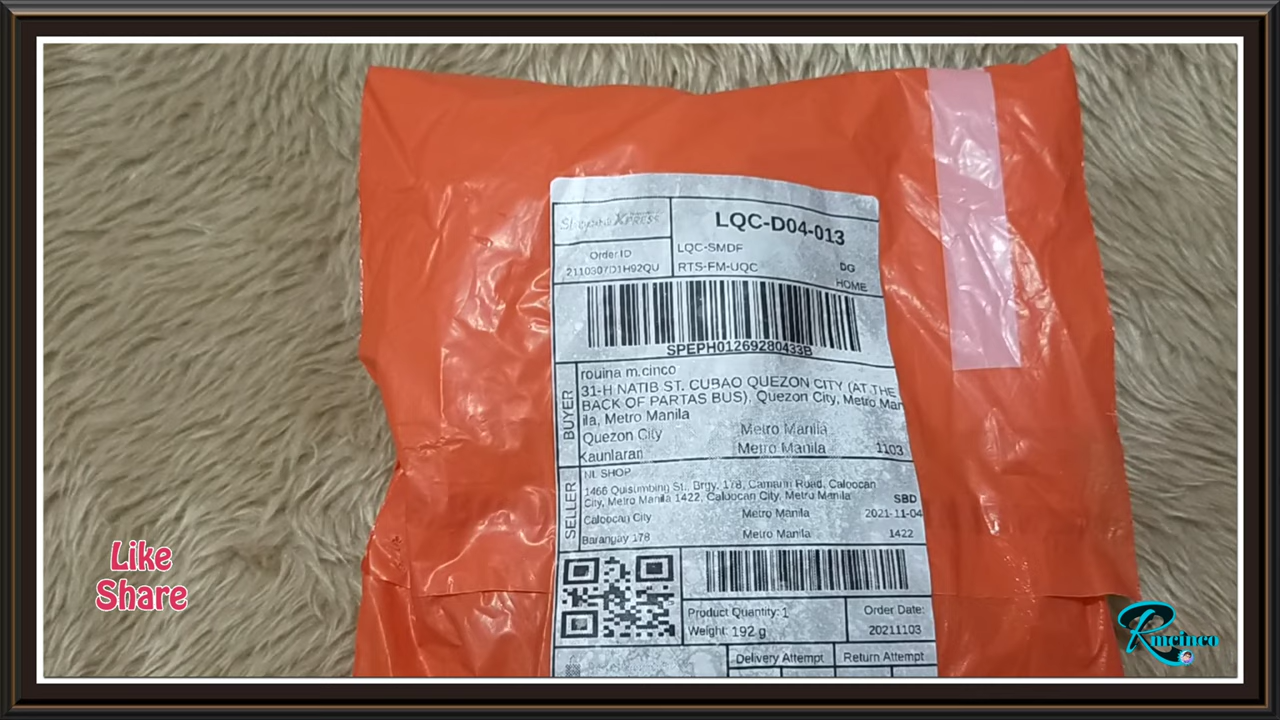 Shopee XPRESS
LQC-D04-013
LQC-SMDF
Order ID
2110307D1H92QU
RTS-FM-UQC
DG
HOME
SPEPH01269280433B
BUYER
rouina m.cinco
31-H NATIB ST. CUBAO QUEZON CITY (AT THE
BACK OF PARTAS BUS), Quezon City, Metro Man
ila, Metro Manila
Quezon City Metro Manila
Kaunlaran Metro Manila 1103
SELLER
NL SHOP
1466 Quisumbing St., Brgy. 178, Camarin Road, Caloocan
City, Metro Manila 1422, Caloocan City, Metro Manila
SBD
Caloocan City Metro Manila 2021-11-04
Barangay 178 Metro Manila 1422
Product Quantity: 1
Weight: 192 g
Order Date:
20211103
Delivery Attempt
Return Attempt
Like
Share
Rmcinco